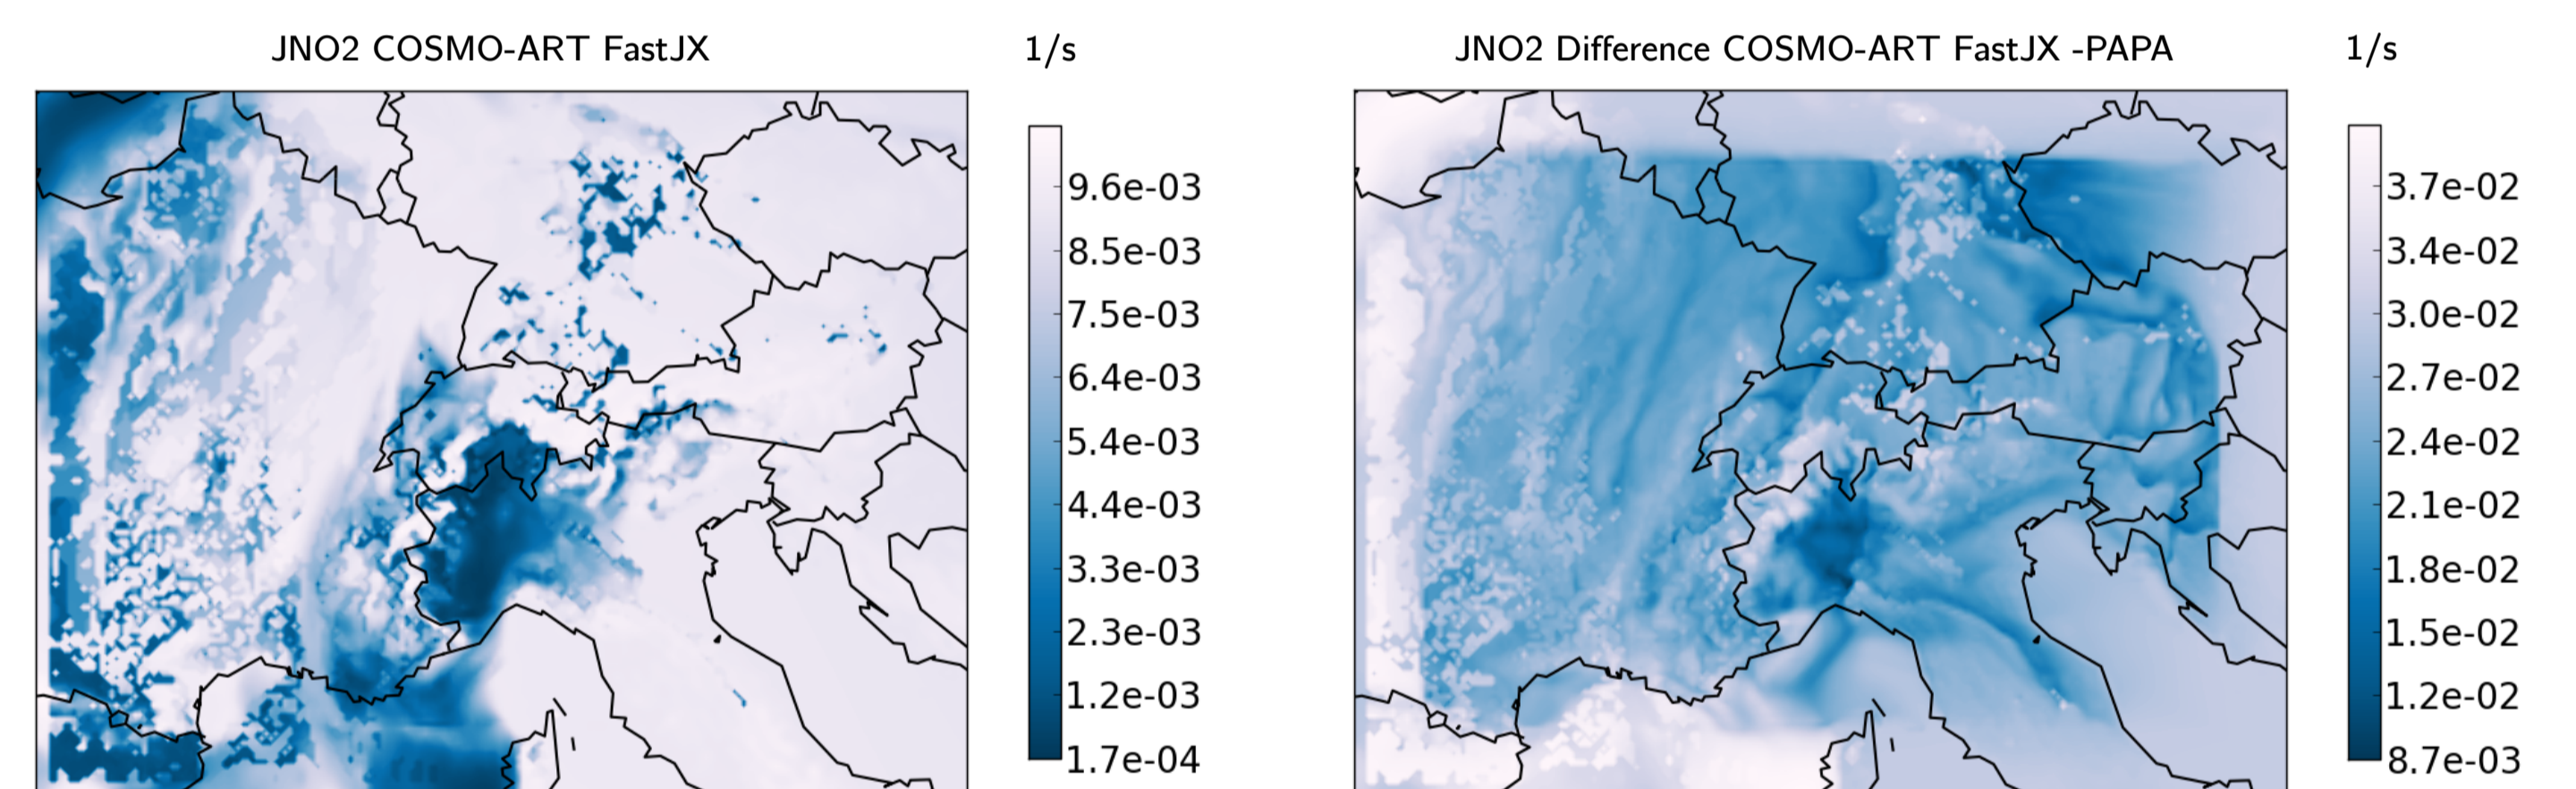 JNO2 COSMO-ART FastJX
1/s
9.6e-03
8.5e-03
7.5e-03
6.4e-03
5.4e-03
4.4e-03
3.3e-03
2.3e-03
1.2e-03
1.7e-04
JNO2 Difference COSMO-ART FastJX -PAPA
1/s
3.7e-02
3.4e-02
3.0e-02
2.7e-02
2.4e-02
2.1e-02
1.8e-02
1.5e-02
1.2e-02
8.7e-03